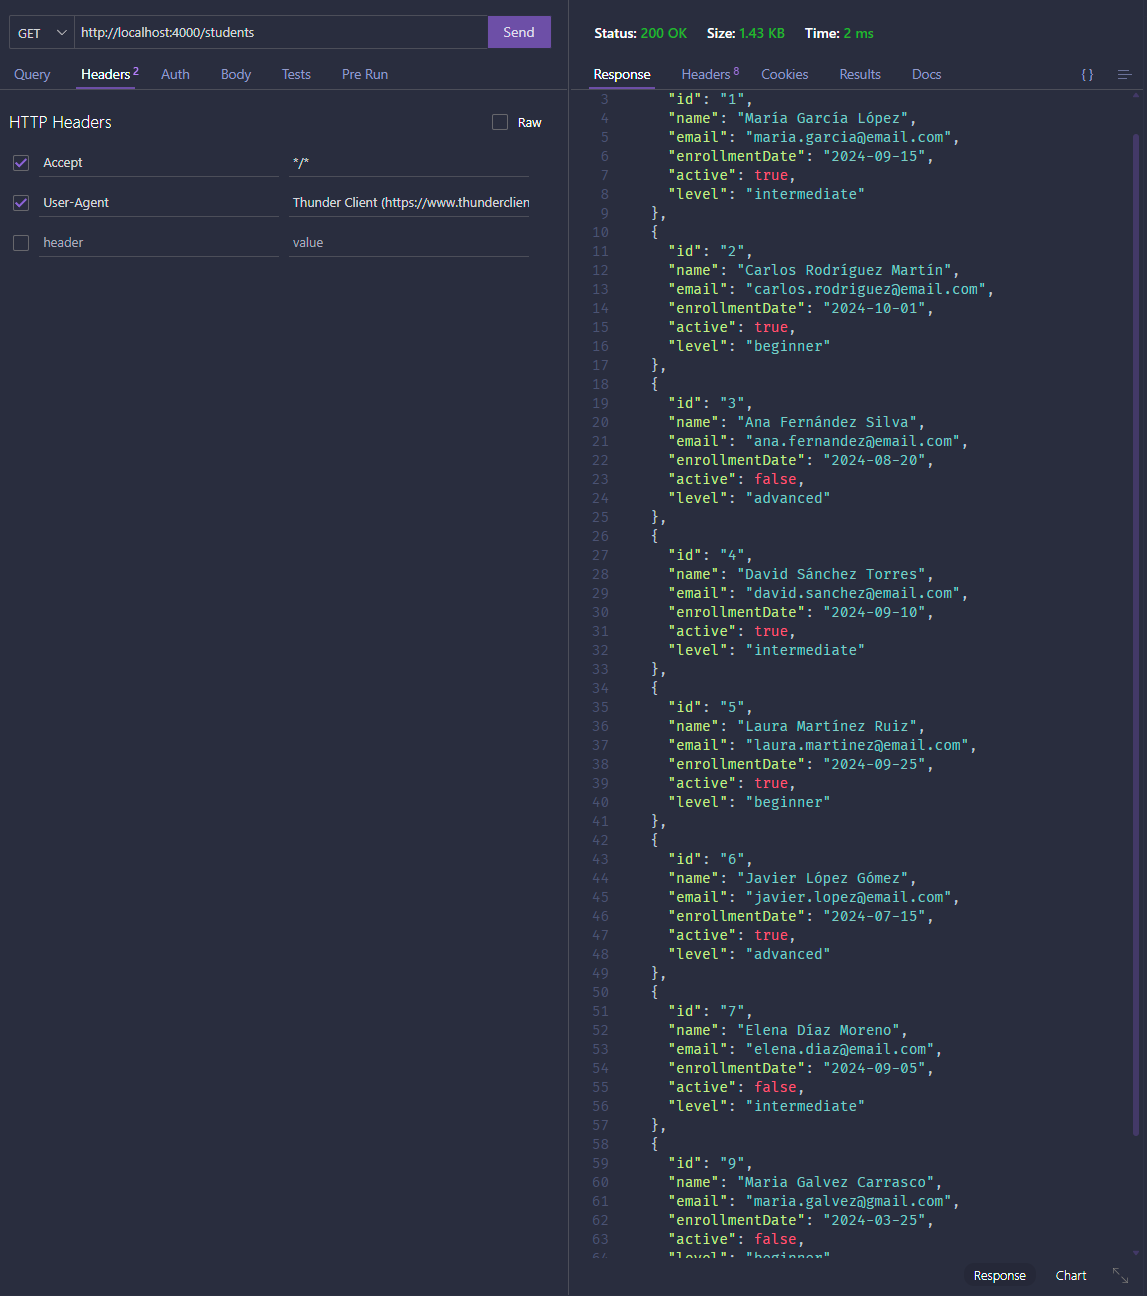 GET
http://localhost:4000/students
Send
Query
Headers 2
Auth
Body
Tests
Pre Run
HTTP Headers
Raw
Accept
*/*
User-Agent
Thunder Client (https://www.thunderclien
header
value
Status: 200 OK Size: 1.43 KB Time: 2 ms
Response
Headers 8
Cookies
Results
Docs
{ }
3 "id": "1",
4 "name": "María García López",
5 "email": "maria.garcia@email.com",
6 "enrollmentDate": "2024-09-15",
7 "active": true,
8 "level": "intermediate"
9 },
10 {
11 "id": "2",
12 "name": "Carlos Rodríguez Martín",
13 "email": "carlos.rodriguez@email.com",
14 "enrollmentDate": "2024-10-01",
15 "active": true,
16 "level": "beginner"
17 },
18 {
19 "id": "3",
20 "name": "Ana Fernández Silva",
21 "email": "ana.fernandez@email.com",
22 "enrollmentDate": "2024-08-20",
23 "active": false,
24 "level": "advanced"
25 },
26 {
27 "id": "4",
28 "name": "David Sánchez Torres",
29 "email": "david.sanchez@email.com",
30 "enrollmentDate": "2024-09-10",
31 "active": true,
32 "level": "intermediate"
33 },
34 {
35 "id": "5",
36 "name": "Laura Martínez Ruiz",
37 "email": "laura.martinez@email.com",
38 "enrollmentDate": "2024-09-25",
39 "active": true,
40 "level": "beginner"
41 },
42 {
43 "id": "6",
44 "name": "Javier López Gómez",
45 "email": "javier.lopez@email.com",
46 "enrollmentDate": "2024-07-15",
47 "active": true,
48 "level": "advanced"
49 },
50 {
51 "id": "7",
52 "name": "Elena Díaz Moreno",
53 "email": "elena.diaz@email.com",
54 "enrollmentDate": "2024-09-05",
55 "active": false,
56 "level": "intermediate"
57 },
58 {
59 "id": "9",
60 "name": "Maria Galvez Carrasco",
61 "email": "maria.galvez@gmail.com",
62 "enrollmentDate": "2024-03-25",
63 "active": false,
64 "level": "beginner"
Response
Chart